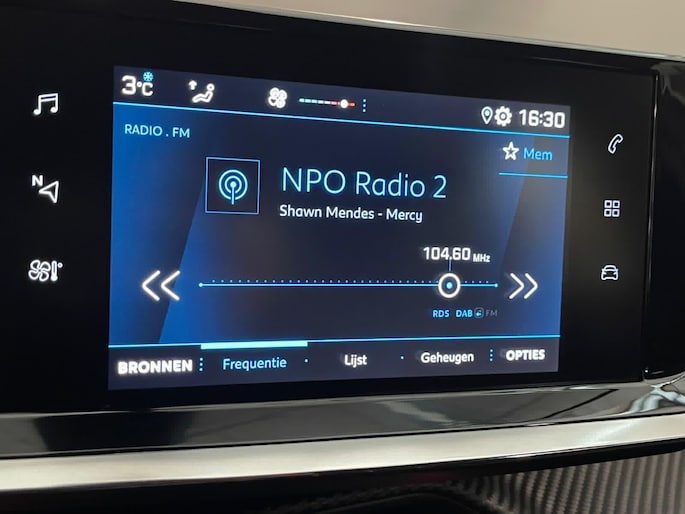 3°C
16:30
RADIO . FM
Mem
N
NPO Radio 2
Shawn Mendes - Mercy
104.60 MHz
RDS DAB FM
BRONNEN Frequentie Lijst Geheugen OPTIES